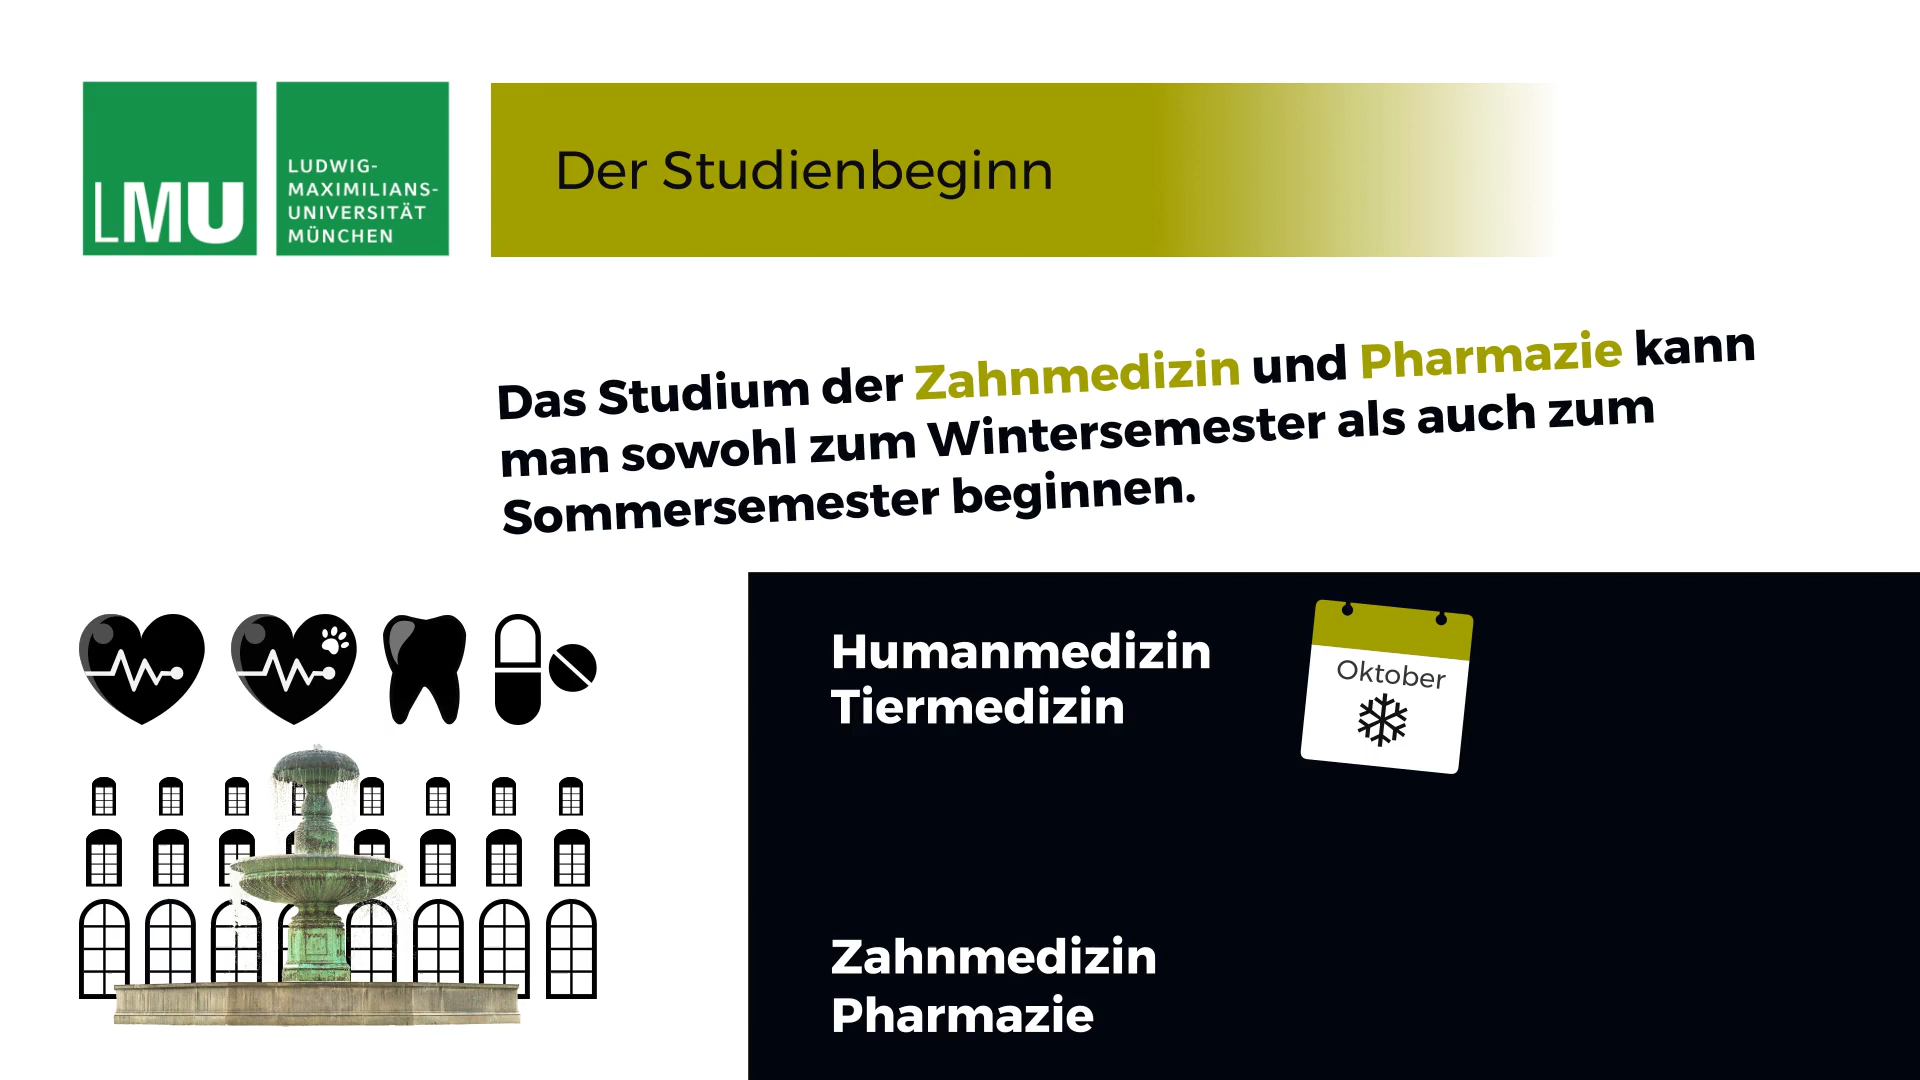 LMU
LUDWIG-
MAXIMILIANS-
UNIVERSITÄT
MÜNCHEN
Der Studienbeginn
Das Studium der Zahnmedizin und Pharmazie kann
man sowohl zum Wintersemester als auch zum
Sommersemester beginnen.
Humanmedizin
Tiermedizin
Oktober
Zahnmedizin
Pharmazie